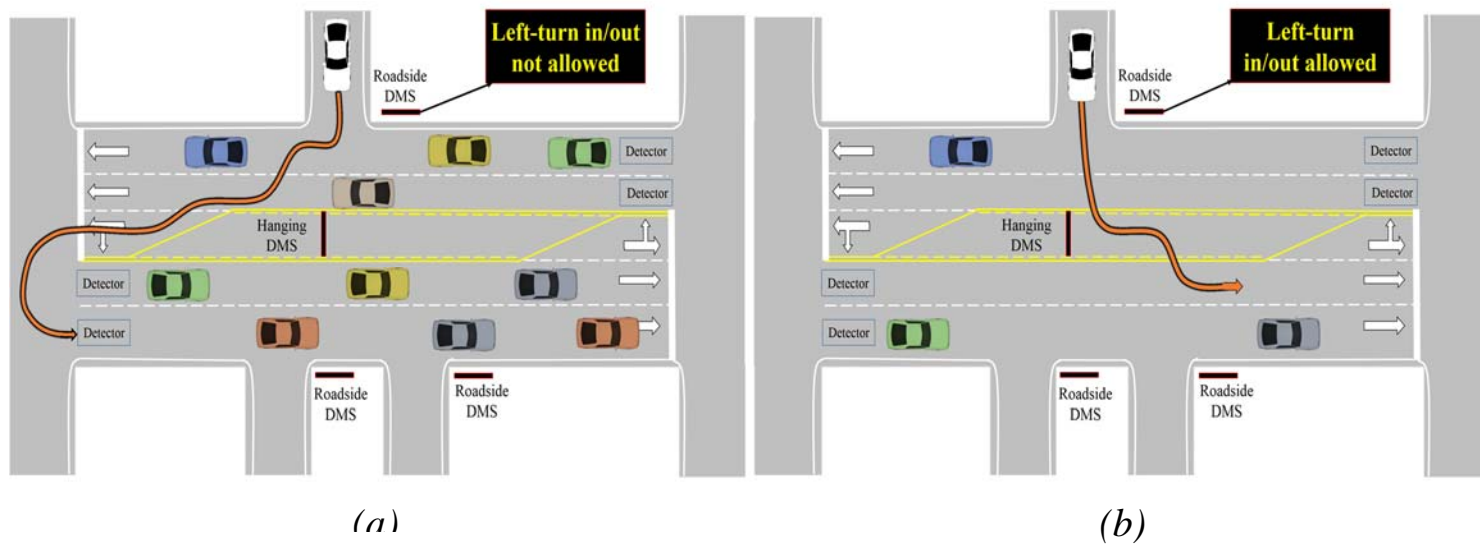 Left-turn in/out
not allowed
Roadside
DMS
Detector
Detector
Hanging
DMS
Detector
Detector
Roadside
DMS
Roadside
DMS
(a)
Left-turn
in/out allowed
Roadside
DMS
Detector
Detector
Hanging
DMS
Detector
Detector
Roadside
DMS
Roadside
DMS
(b)